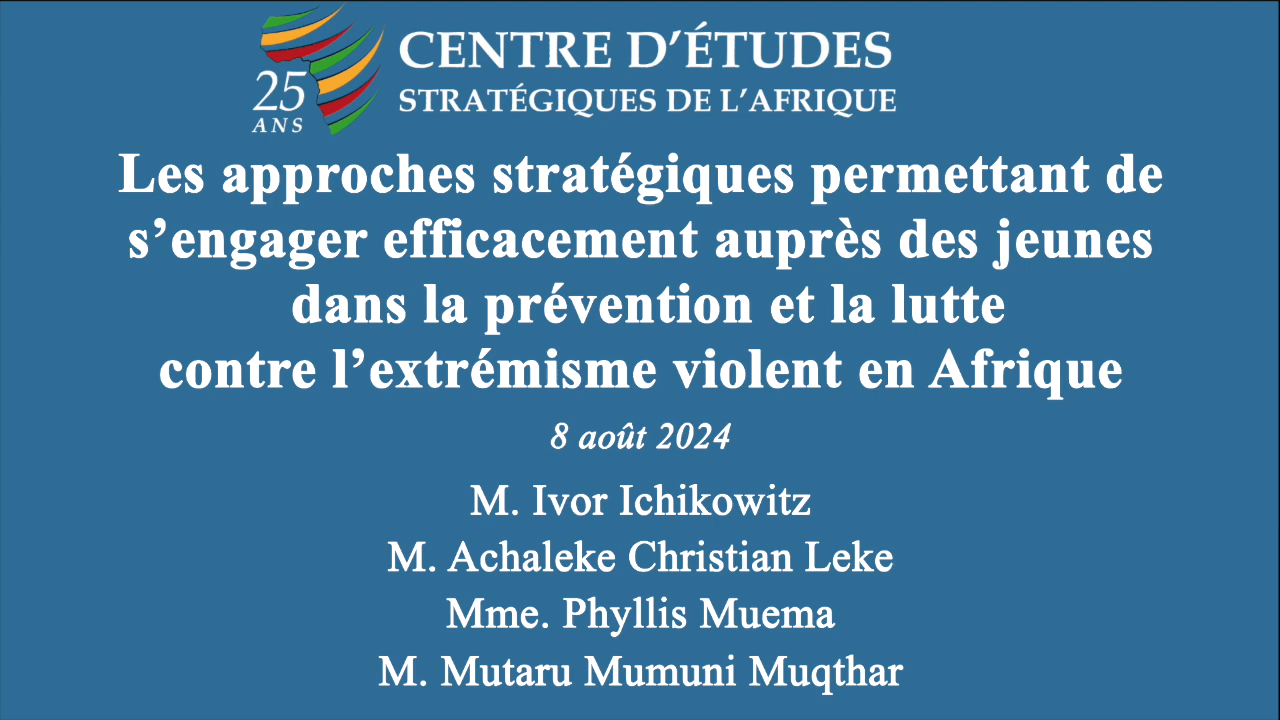 25
ANS
CENTRE D’ÉTUDES
STRATÉGIQUES DE L’AFRIQUE
Les approches stratégiques permettant de
s’engager efficacement auprès des jeunes
dans la prévention et la lutte
contre l’extrémisme violent en Afrique
8 août 2024
M. Ivor Ichikowitz
M. Achaleke Christian Leke
Mme. Phyllis Muema
M. Mutaru Mumuni Muqthar